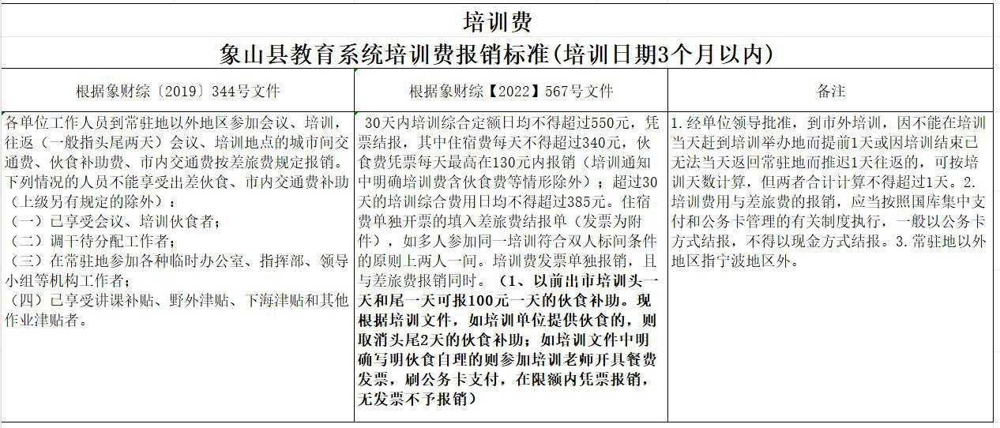 培训费
象山县教育系统培训费报销标准(培训日期3个月以内)
根据象财综〔2019〕344号文件
根据象财综【2022】567号文件
备注
各单位工作人员到常驻地以外地区参加会议、培训，
往返（一般指头尾两天）会议、培训地点的城市间交
通费、伙食补助费、市内交通费按差旅费规定报销。
下列情况的人员不能享受出差伙食、市内交通费补助
（上级另有规定的除外）：
（一）已享受会议、培训伙食者；
（二）调干待分配工作者；
（三）在常驻地参加各种临时办公室、指挥部、领导
小组等机构工作者；
（四）已享受讲课补贴、野外津贴、下海津贴和其他
作业津贴者。
30天内培训综合定额日均不得超过550元，凭
票结报，其中住宿费每天不得超过340元，伙
食费凭票每天最高在130元内报销（培训通知
中明确培训费含伙食费等情形除外）；超过30
天的培训综合费用日均不得超过385元。住宿
费单独开票的填入差旅费结报单（发票为附
件），如多人参加同一培训符合双人标间条件
的原则上两人一间。培训费发票单独报销，且
与差旅费报销同时。（1、以前出市培训头一
天和尾一天可报100元一天的伙食补助。现
根据培训文件，如培训单位提供伙食的，则
取消头尾2天的伙食补助；如培训文件中明
确写明伙食自理的则参加培训老师开具餐费
发票，刷公务卡支付，在限额内凭票报销，
无发票不予报销）
1.经单位领导批准，到市外培训，因不能在培训
当天赶到培训举办地而提前1天或因培训结束已
无法当天返回常驻地而推迟1天往返的，可按培
训天数计算，但两者合计计算不得超过1天。2.
培训费用与差旅费的报销，应当按照国库集中支
付和公务卡管理的有关制度执行，一般以公务卡
方式结报，不得以现金方式结报。3.常驻地以外
地区指宁波地区外。